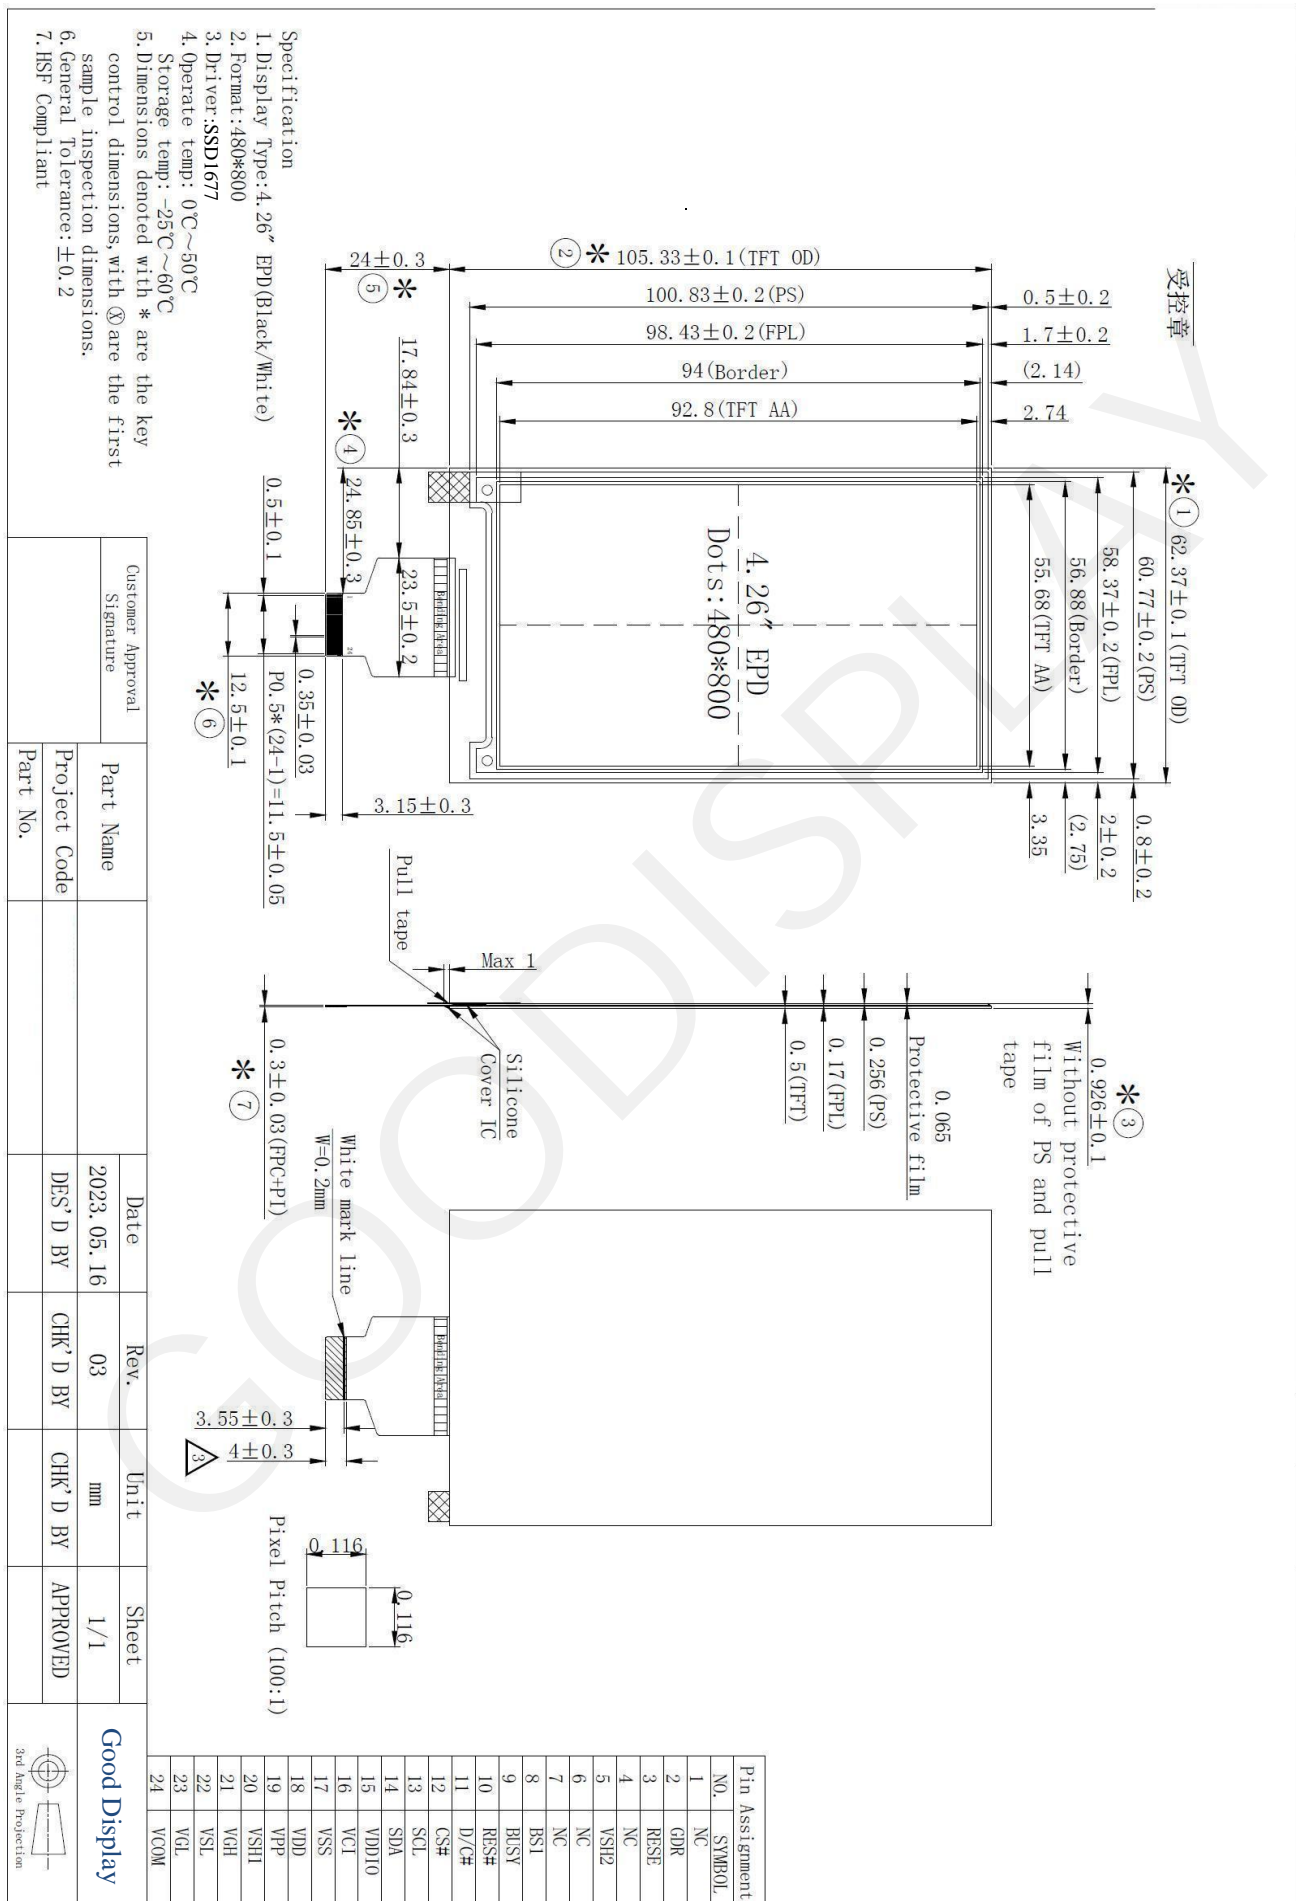 受控章
Specification
1. Display Type:4.26" EPD(Black/White)
2. Format:480*800
3. Driver:SSD1677
4. Operate temp: 0℃~50℃
Storage temp: -25℃~60℃
5. Dimensions denoted with * are the key
control dimensions,with Ⓧ are the first
sample inspection dimensions.
6. General Tolerance:±0.2
7. HSF Compliant
* ① 62.37±0.1(TFT OD)
60.77±0.2(PS)
58.37±0.2(FPL)
56.88(Border)
55.68(TFT AA)
0.8±0.2
2±0.2
(2.75)
3.35
0.5±0.2
1.7±0.2
(2.14)
2.74
② * 105.33±0.1(TFT OD)
100.83±0.2(PS)
98.43±0.2(FPL)
94(Border)
92.8(TFT AA)
4.26" EPD
Dots:480*800
24±0.3
⑤ *
17.84±0.3
* ④ 24.85±0.3
23.5±0.2
Bending Area
1
24
0.5±0.1
0.35±0.03
P0.5*(24-1)=11.5±0.05
12.5±0.1
* ⑥
3.15±0.3
* ③
0.926±0.1
Without protective
film of PS and pull
tape
0.065
Protective film
0.256(PS)
0.17(FPL)
0.5(TFT)
Max 1
Pull tape
Silicone
Cover IC
0.3±0.03(FPC+PI)
* ⑦
White mark line
W=0.2mm
Bending Area
3.55±0.3
4±0.3
3
0.116
0.116
Pixel Pitch (100:1)
Pin Assignment
NO. SYMBOL
1 NC
2 GDR
3 RESE
4 NC
5 VSH2
6 NC
7 NC
8 BS1
9 BUSY
10 RES#
11 D/C#
12 CS#
13 SCL
14 SDA
15 VDDIO
16 VCI
17 VSS
18 VDD
19 VPP
20 VSH1
21 VGH
22 VSL
23 VGL
24 VCOM
Customer Approval
Signature
Part Name
Project Code
Part No.
Date Rev. Unit Sheet
2023.05.16 03 mm 1/1
DES'D BY CHK'D BY CHK'D BY APPROVED
Good Display
3rd Angle Projection
GOODISPLAY